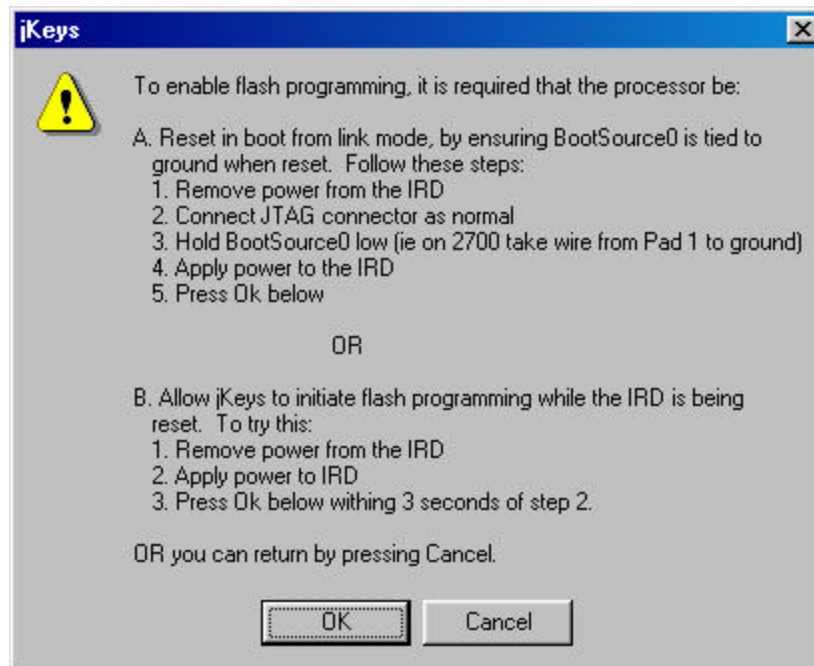 jKeys
To enable flash programming, it is required that the processor be:
A. Reset in boot from link mode, by ensuring BootSource0 is tied to
ground when reset. Follow these steps:
1. Remove power from the IRD
2. Connect JTAG connector as normal
3. Hold BootSource0 low (ie on 2700 take wire from Pad 1 to ground)
4. Apply power to the IRD
5. Press Ok below
OR
B. Allow jKeys to initiate flash programming while the IRD is being
reset. To try this:
1. Remove power from the IRD
2. Apply power to IRD
3. Press Ok below withing 3 seconds of step 2.
OR you can return by pressing Cancel.
OK Cancel